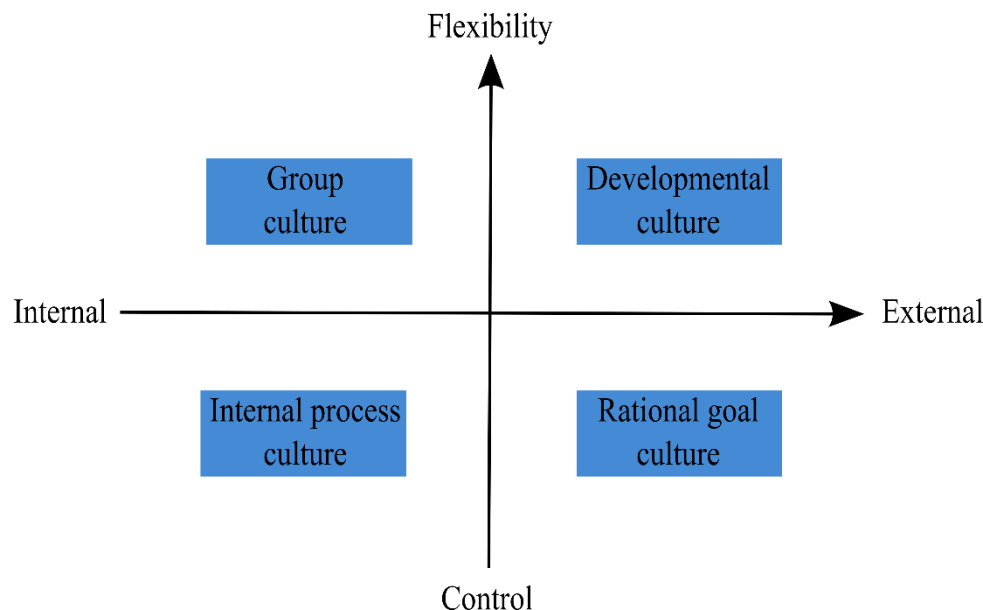 Flexibility
Group
culture
Developmental
culture
Internal
External
Internal process
culture
Rational goal
culture
Control